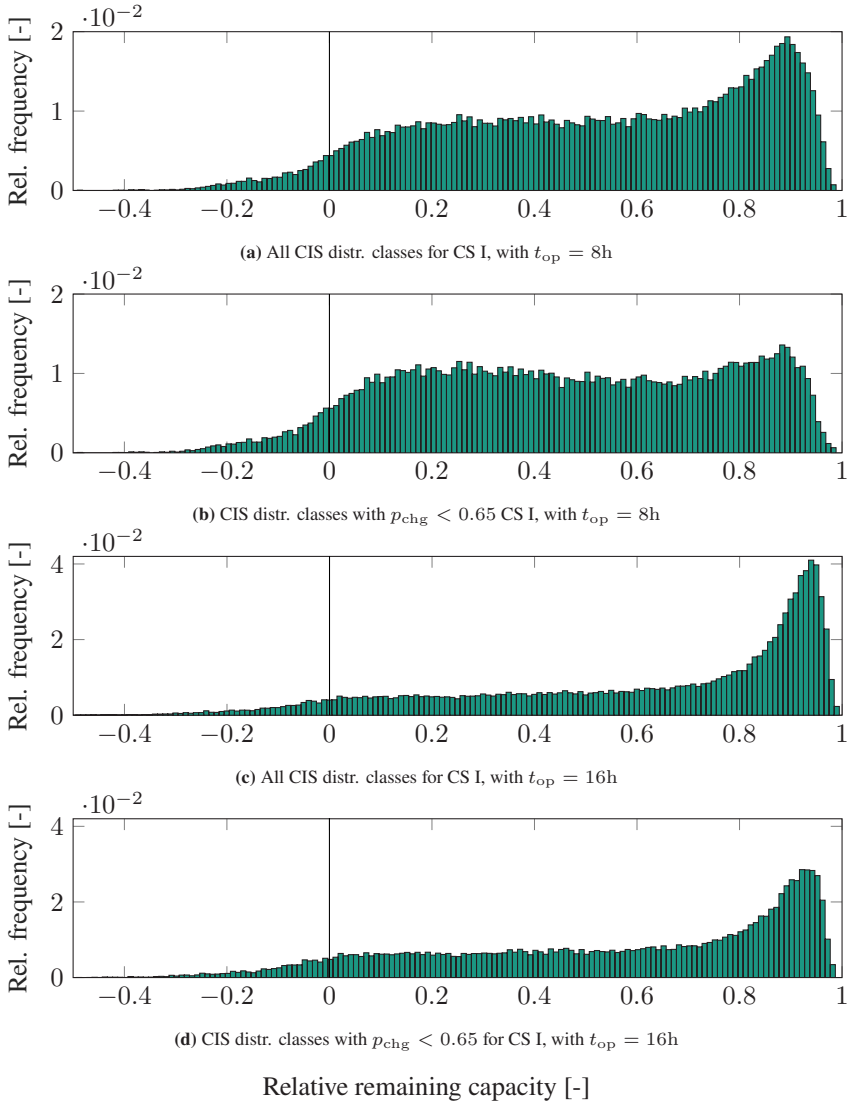 ·10⁻²
Rel. frequency [-]
2
1
0
−0.4 −0.2 0 0.2 0.4 0.6 0.8 1
(a) All CIS distr. classes for CS I, with t_op = 8h
·10⁻²
Rel. frequency [-]
2
1
0
−0.4 −0.2 0 0.2 0.4 0.6 0.8 1
(b) CIS distr. classes with p_chg < 0.65 CS I, with t_op = 8h
·10⁻²
Rel. frequency [-]
4
2
0
−0.4 −0.2 0 0.2 0.4 0.6 0.8 1
(c) All CIS distr. classes for CS I, with t_op = 16h
·10⁻²
Rel. frequency [-]
4
2
0
−0.4 −0.2 0 0.2 0.4 0.6 0.8 1
(d) CIS distr. classes with p_chg < 0.65 for CS I, with t_op = 16h
Relative remaining capacity [-]